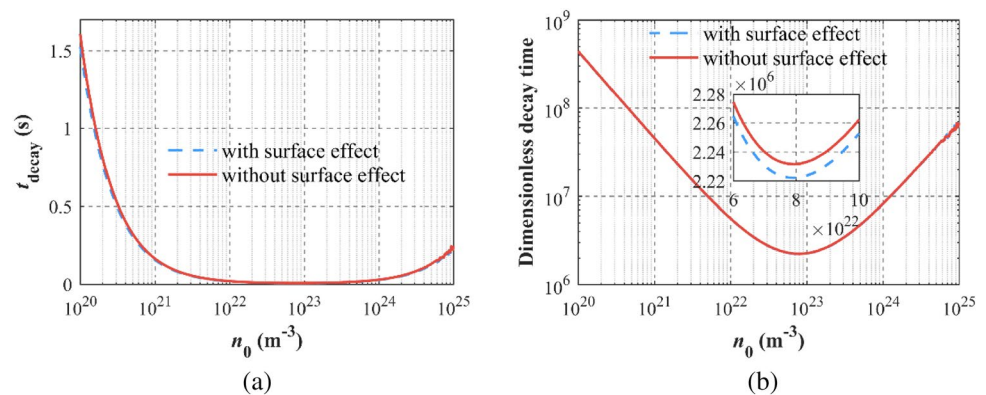 t_decay (s)
1.5
1
0.5
0
with surface effect
without surface effect
10^20 10^21 10^22 10^23 10^24 10^25
n_0 (m^-3)
(a)
Dimensionless decay time
10^9
10^8
10^7
10^6
with surface effect
without surface effect
×10^6
2.28
2.26
2.24
2.22
6 8 10
×10^22
10^20 10^21 10^22 10^23 10^24 10^25
n_0 (m^-3)
(b)